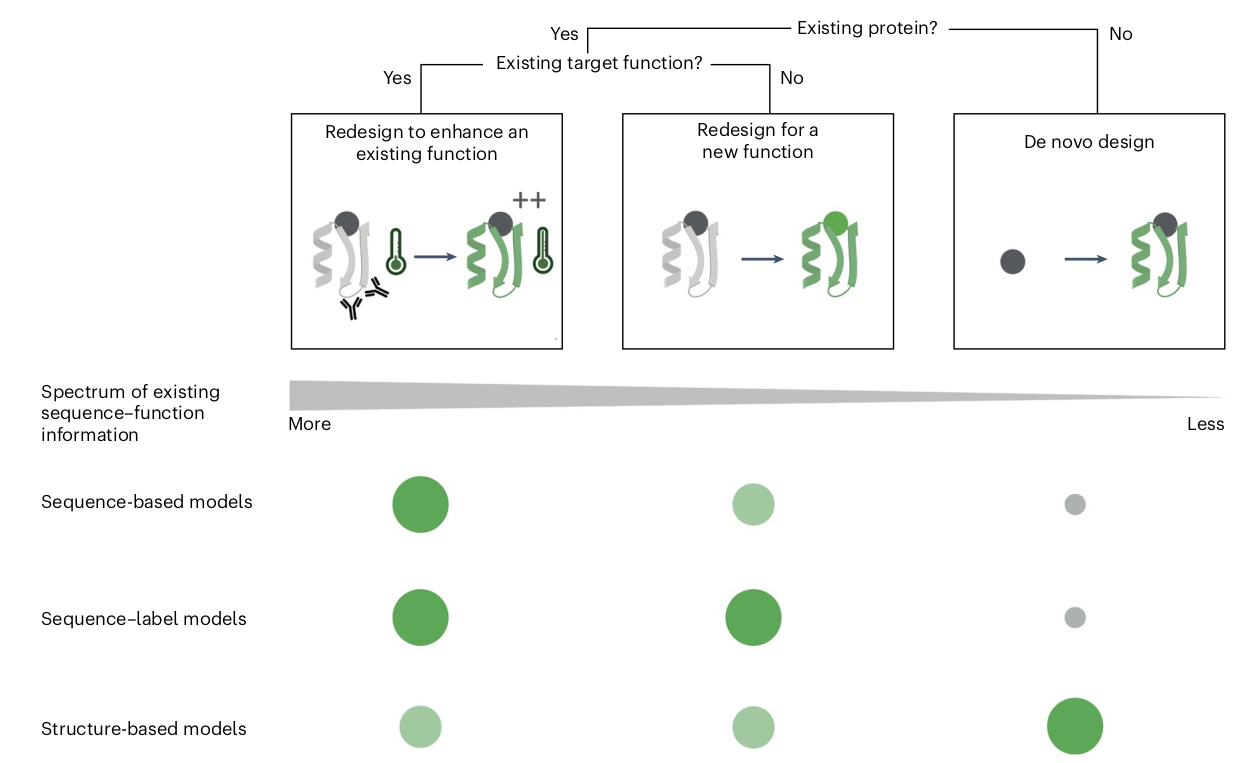 Existing protein?
Yes
No
Existing target function?
Yes
No
Redesign to enhance an
existing function
++
Redesign for a
new function
De novo design
Spectrum of existing
sequence–function
information
More
Less
Sequence-based models
Sequence–label models
Structure-based models